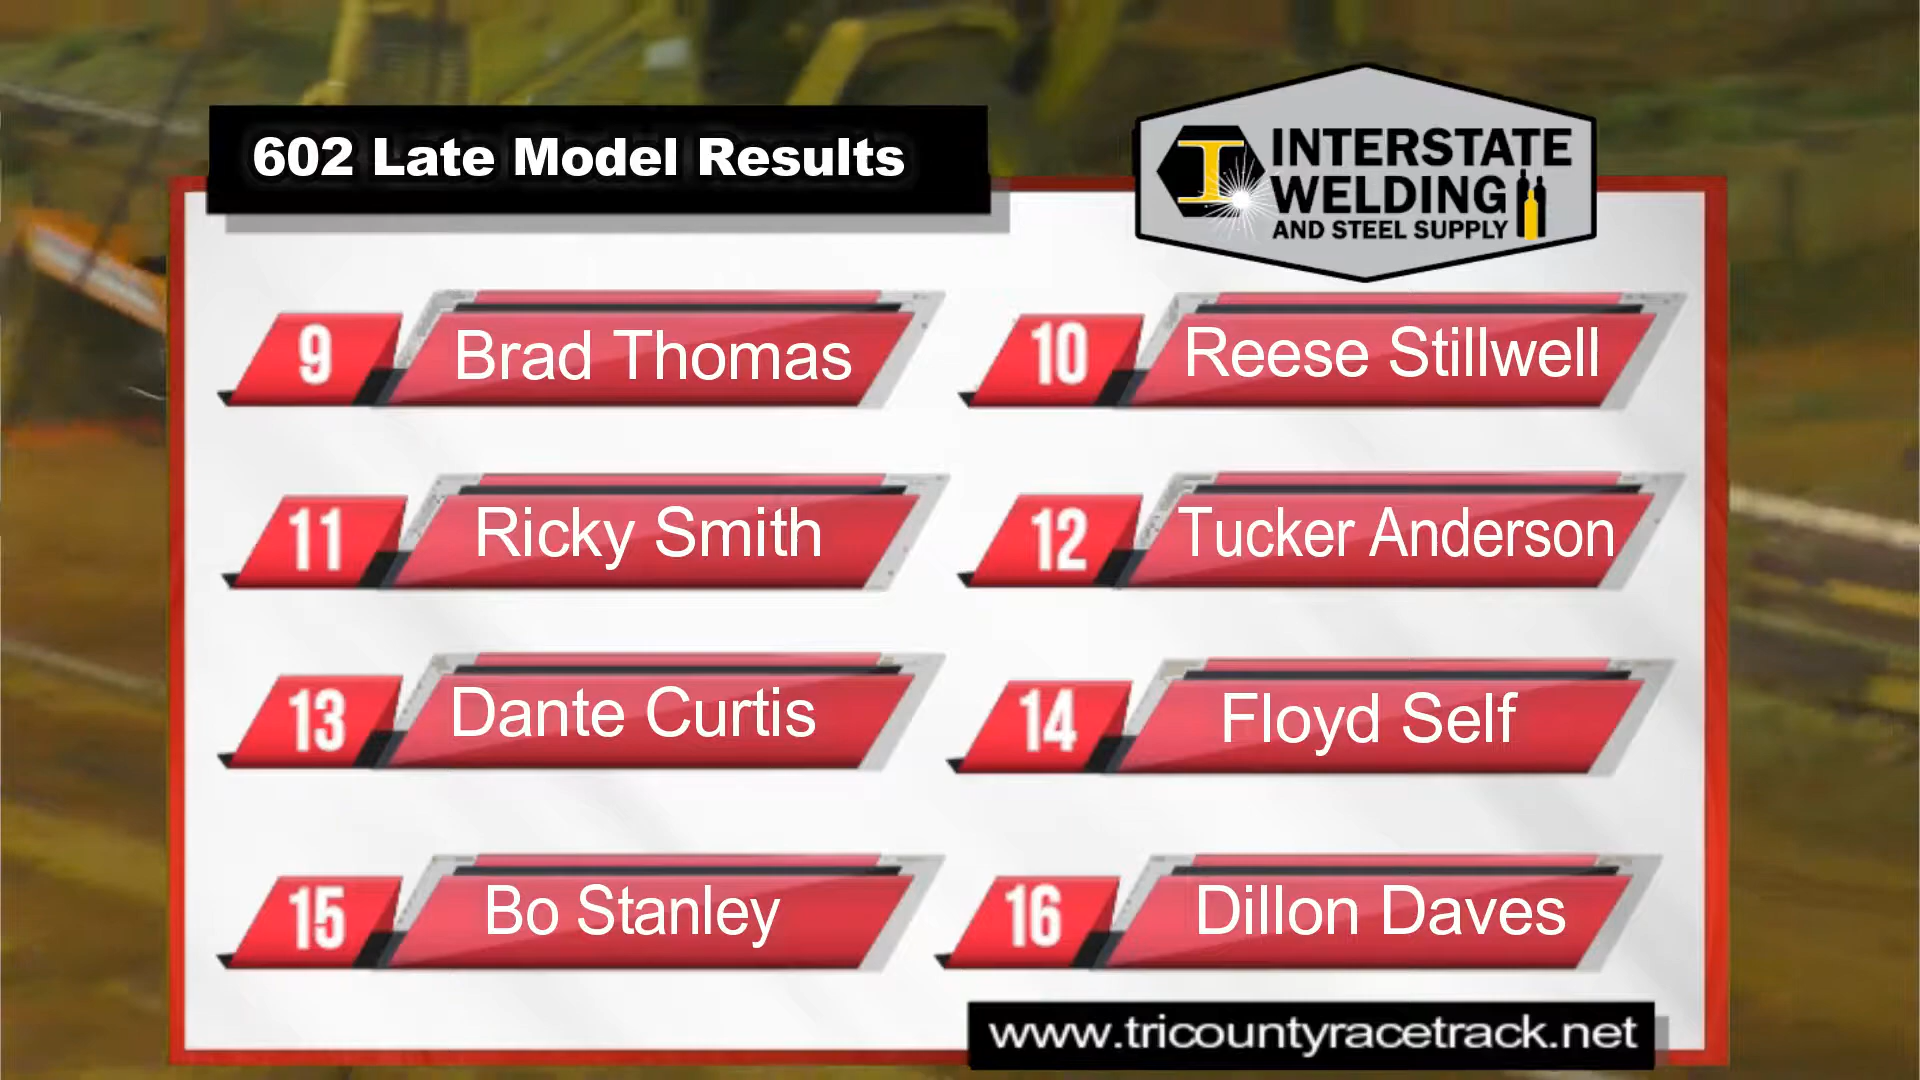 602 Late Model Results
INTERSTATE
WELDING
AND STEEL SUPPLY
9 Brad Thomas
10 Reese Stillwell
11 Ricky Smith
12 Tucker Anderson
13 Dante Curtis
14 Floyd Self
15 Bo Stanley
16 Dillon Daves
www.tricountyracetrack.net